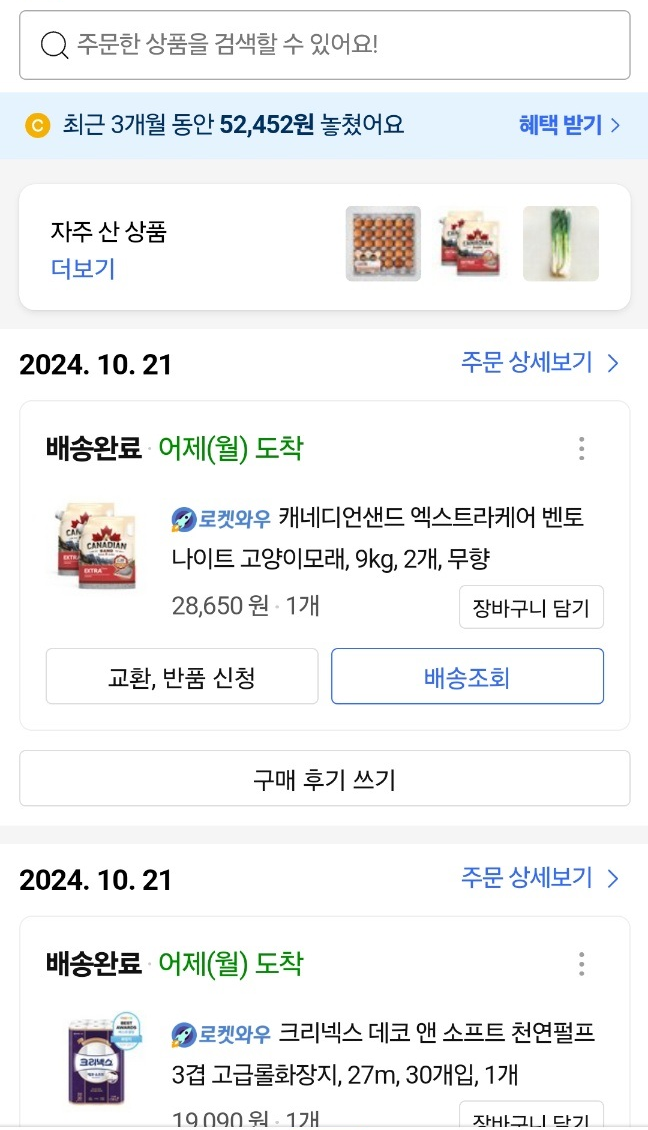 주문한 상품을 검색할 수 있어요!
C 최근 3개월 동안 52,452원 놓쳤어요 혜택 받기 >
자주 산 상품
더보기
2024. 10. 21 주문 상세보기 >
배송완료 · 어제(월) 도착
로켓와우 캐네디언샌드 엑스트라케어 벤토
나이트 고양이모래, 9kg, 2개, 무향
28,650 원 · 1개 장바구니 담기
CANADIAN
SAND
EXTRA
교환, 반품 신청 배송조회
구매 후기 쓰기
2024. 10. 21 주문 상세보기 >
배송완료 · 어제(월) 도착
로켓와우 크리넥스 데코 앤 소프트 천연펄프
3겹 고급롤화장지, 27m, 30개입, 1개
BEST
AWARDS
크리넥스
19,090 원 · 1개 장바구니 담기